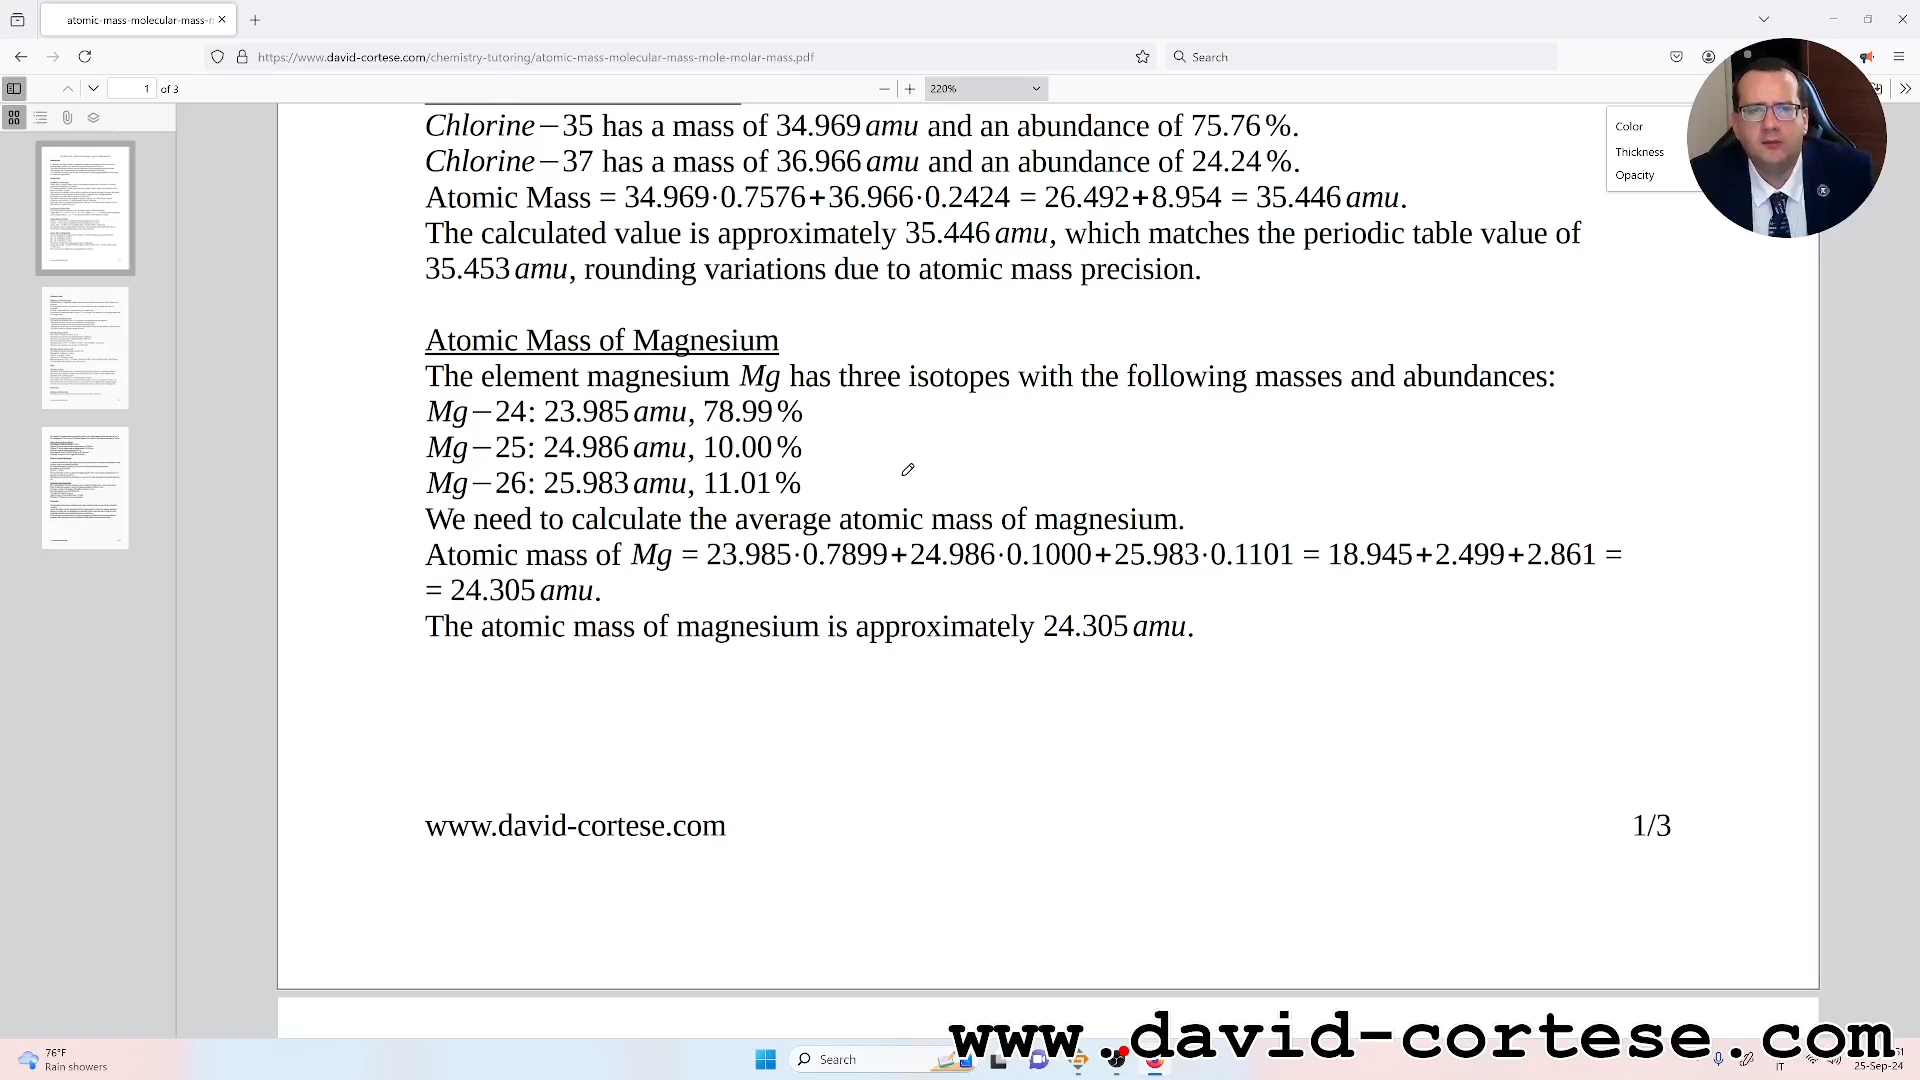 atomic-mass-molecular-mass-m
https://www.david-cortese.com/chemistry-tutoring/atomic-mass-molecular-mass-mole-molar-mass.pdf
Search
1 of 3
220%
Color
Thickness
Opacity
Chlorine−35 has a mass of 34.969 amu and an abundance of 75.76 %.
Chlorine−37 has a mass of 36.966 amu and an abundance of 24.24 %.
Atomic Mass = 34.969·0.7576+36.966·0.2424 = 26.492+8.954 = 35.446 amu.
The calculated value is approximately 35.446 amu, which matches the periodic table value of
35.453 amu, rounding variations due to atomic mass precision.
Atomic Mass of Magnesium
The element magnesium Mg has three isotopes with the following masses and abundances:
Mg−24: 23.985 amu, 78.99 %
Mg−25: 24.986 amu, 10.00 %
Mg−26: 25.983 amu, 11.01 %
We need to calculate the average atomic mass of magnesium.
Atomic mass of Mg = 23.985·0.7899+24.986·0.1000+25.983·0.1101 = 18.945+2.499+2.861 =
= 24.305 amu.
The atomic mass of magnesium is approximately 24.305 amu.
www.david-cortese.com
1/3
www.david-cortese.com
76°F
Rain showers
Search
IT
25-Sep-24